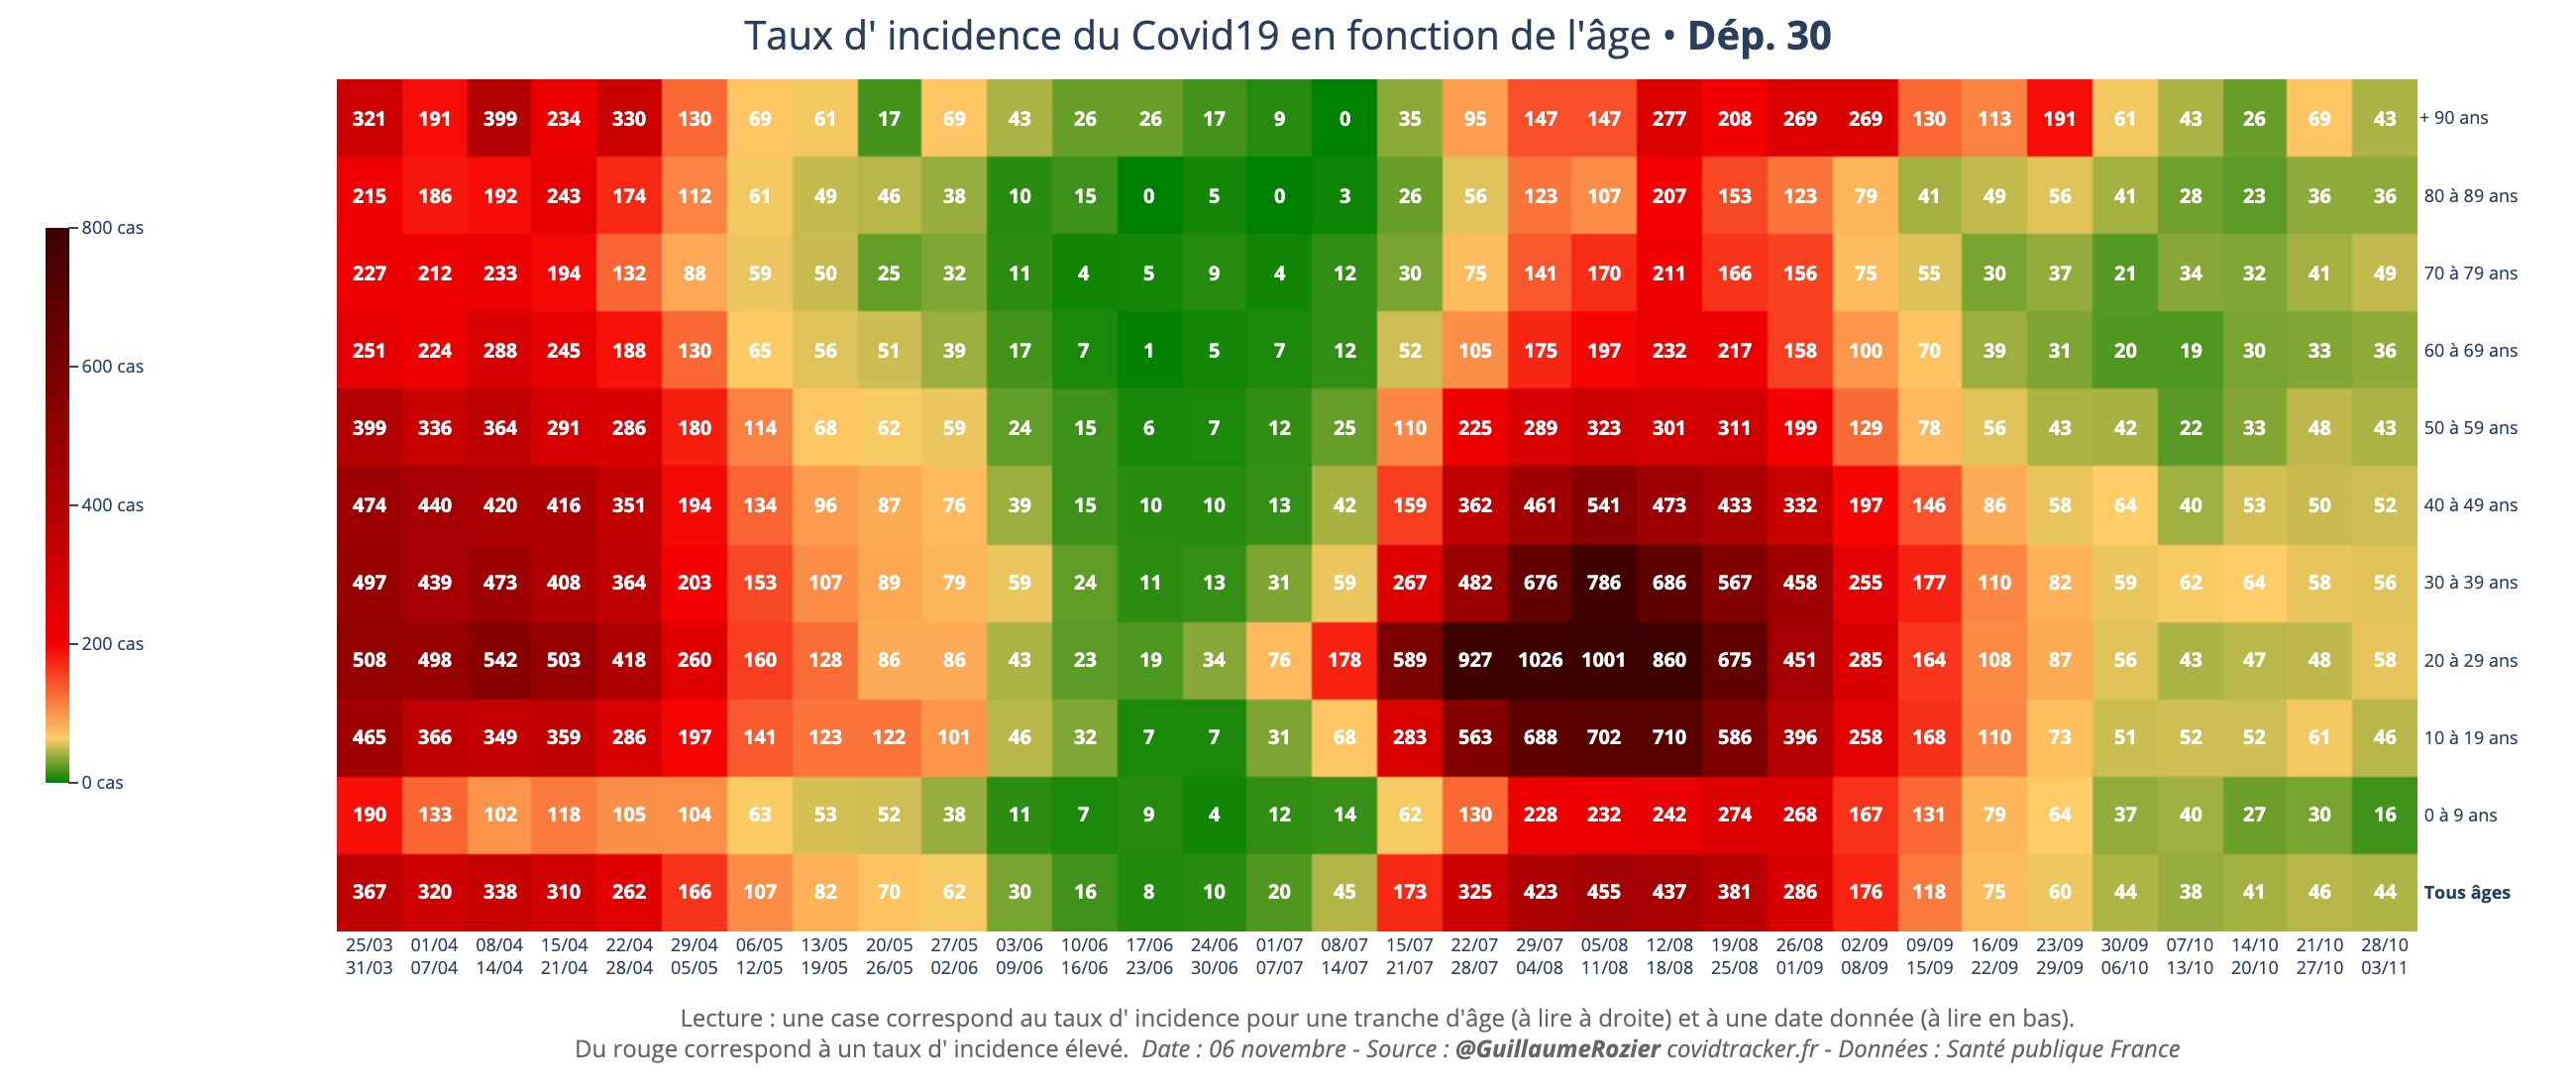 Taux d' incidence du Covid19 en fonction de l'âge • Dép. 30
800 cas
600 cas
400 cas
200 cas
0 cas
321 191 399 234 330 130 69 61 17 69 43 26 26 17 9 0 35 95 147 147 277 208 269 269 130 113 191 61 43 26 69 43 + 90 ans
215 186 192 243 174 112 61 49 46 38 10 15 0 5 0 3 26 56 123 107 207 153 123 79 41 49 56 41 28 23 36 36 80 à 89 ans
227 212 233 194 132 88 59 50 25 32 11 4 5 9 4 12 30 75 141 170 211 166 156 75 55 30 37 21 34 32 41 49 70 à 79 ans
251 224 288 245 188 130 65 56 51 39 17 7 1 5 7 12 52 105 175 197 232 217 158 100 70 39 31 20 19 30 33 36 60 à 69 ans
399 336 364 291 286 180 114 68 62 59 24 15 6 7 12 25 110 225 289 323 301 311 199 129 78 56 43 42 22 33 48 43 50 à 59 ans
474 440 420 416 351 194 134 96 87 76 39 15 10 10 13 42 159 362 461 541 473 433 332 197 146 86 58 64 40 53 50 52 40 à 49 ans
497 439 473 408 364 203 153 107 89 79 59 24 11 13 31 59 267 482 676 786 686 567 458 255 177 110 82 59 62 64 58 56 30 à 39 ans
508 498 542 503 418 260 160 128 86 86 43 23 19 34 76 178 589 927 1026 1001 860 675 451 285 164 108 87 56 43 47 48 58 20 à 29 ans
465 366 349 359 286 197 141 123 122 101 46 32 7 7 31 68 283 563 688 702 710 586 396 258 168 110 73 51 52 52 61 46 10 à 19 ans
190 133 102 118 105 104 63 53 52 38 11 7 9 4 12 14 62 130 228 232 242 274 268 167 131 79 64 37 40 27 30 16 0 à 9 ans
367 320 338 310 262 166 107 82 70 62 30 16 8 10 20 45 173 325 423 455 437 381 286 176 118 75 60 44 38 41 46 44 Tous âges
25/03 01/04 08/04 15/04 22/04 29/04 06/05 13/05 20/05 27/05 03/06 10/06 17/06 24/06 01/07 08/07 15/07 22/07 29/07 05/08 12/08 19/08 26/08 02/09 09/09 16/09 23/09 30/09 07/10 14/10 21/10 28/10
31/03 07/04 14/04 21/04 28/04 05/05 12/05 19/05 26/05 02/06 09/06 16/06 23/06 30/06 07/07 14/07 21/07 28/07 04/08 11/08 18/08 25/08 01/09 08/09 15/09 22/09 29/09 06/10 13/10 20/10 27/10 03/11
Lecture : une case correspond au taux d' incidence pour une tranche d'âge (à lire à droite) et à une date donnée (à lire en bas).
Du rouge correspond à un taux d' incidence élevé. Date : 06 novembre - Source : @GuillaumeRozier covidtracker.fr - Données : Santé publique France